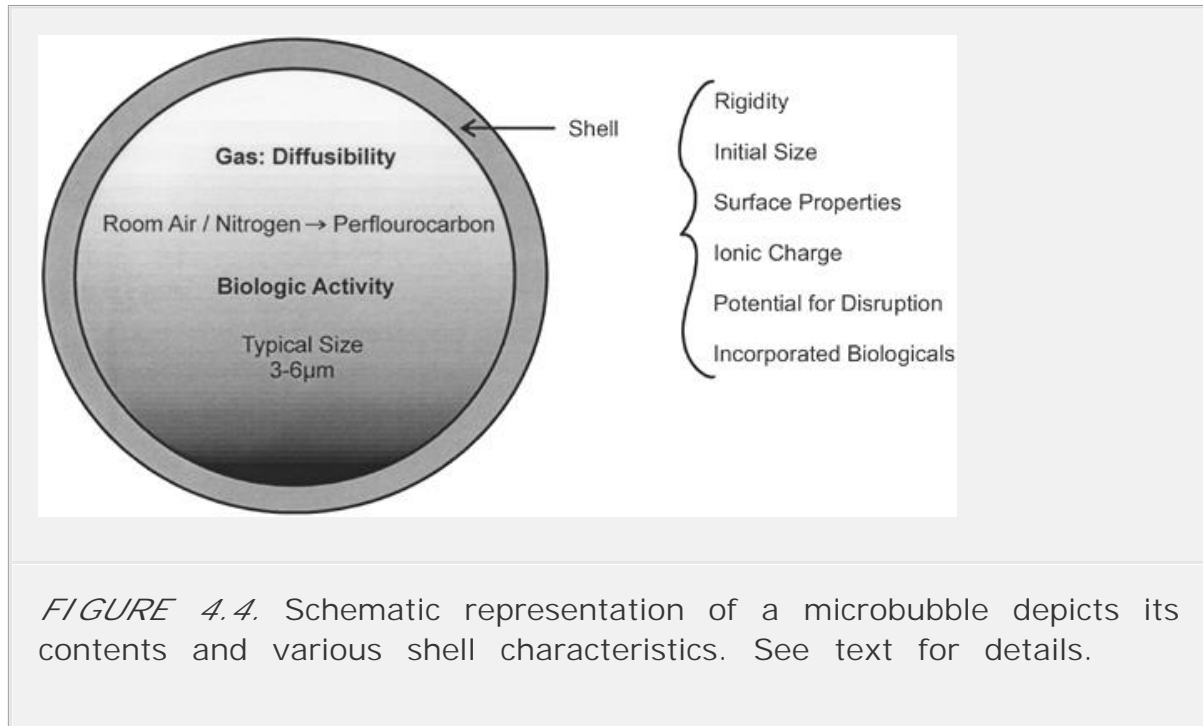 Gas: Diffusibility
Room Air / Nitrogen → Perflourocarbon
Biologic Activity
Typical Size
3-6µm
Shell
Rigidity
Initial Size
Surface Properties
Ionic Charge
Potential for Disruption
Incorporated Biologicals
FIGURE 4.4. Schematic representation of a microbubble depicts its
contents and various shell characteristics. See text for details.